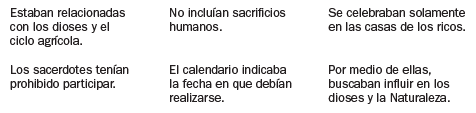 Estaban relacionadas
con los dioses y el
ciclo agrícola.
No incluían sacrificios
humanos.
Se celebraban solamente
en las casas de los ricos.
Los sacerdotes tenían
prohibido participar.
El calendario indicaba
la fecha en que debían
realizarse.
Por medio de ellas,
buscaban influir en los
dioses y la Naturaleza.